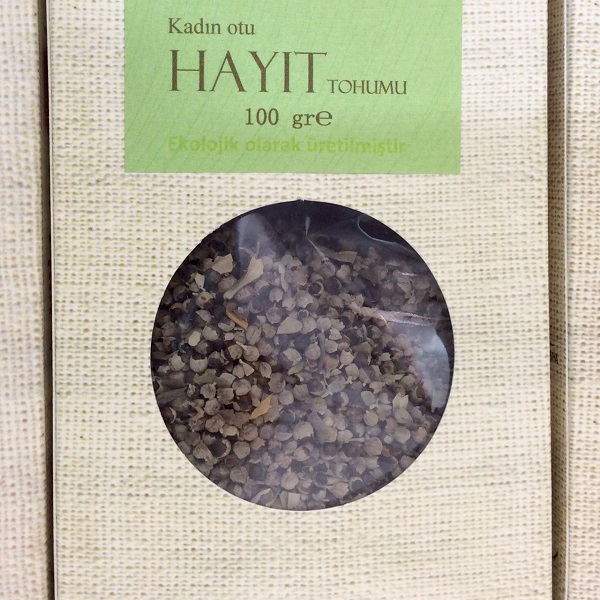 Kadın otu
HAYIT TOHUMU
100 gre
Ekolojik olarak üretilmiştir